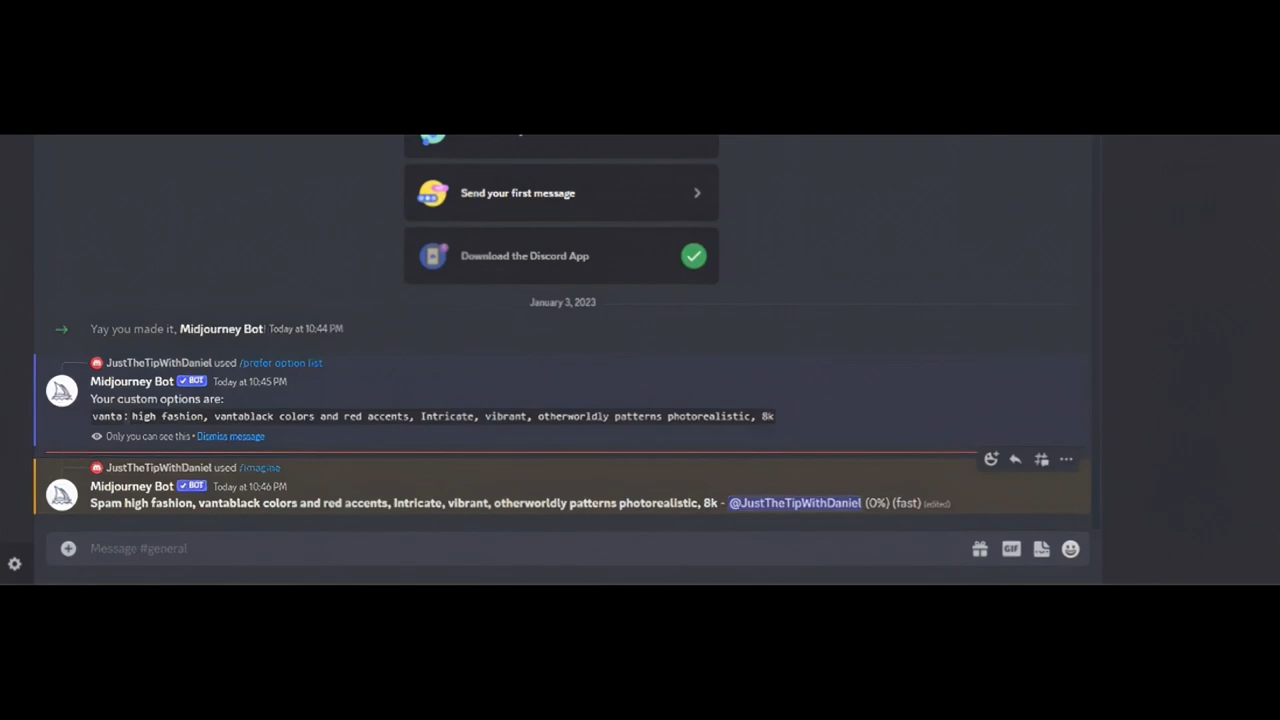 Send your first message
Download the Discord App
January 3, 2023
Yay you made it, Midjourney Bot! Today at 10:44 PM
JustTheTipWithDaniel used /prefer option list
Midjourney Bot ✓ BOT Today at 10:45 PM
Your custom options are:
vanta: high fashion, vantablack colors and red accents, Intricate, vibrant, otherworldly patterns photorealistic, 8k
Only you can see this • Dismiss message
JustTheTipWithDaniel used /imagine
Midjourney Bot ✓ BOT Today at 10:46 PM
Spam high fashion, vantablack colors and red accents, Intricate, vibrant, otherworldly patterns photorealistic, 8k - @JustTheTipWithDaniel (0%) (fast) (edited)
Message #general
GIF